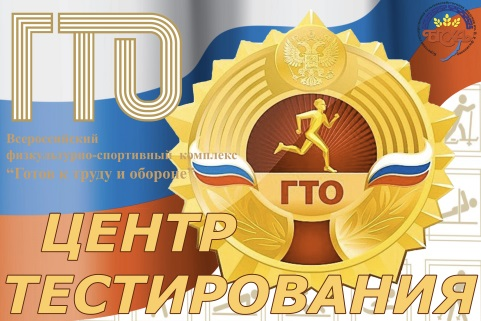 ГТО
Всероссийский
физкультурно-спортивный комплекс
"Готов к труду и обороне"
ГТО
ЦЕНТР
ТЕСТИРОВАНИЯ